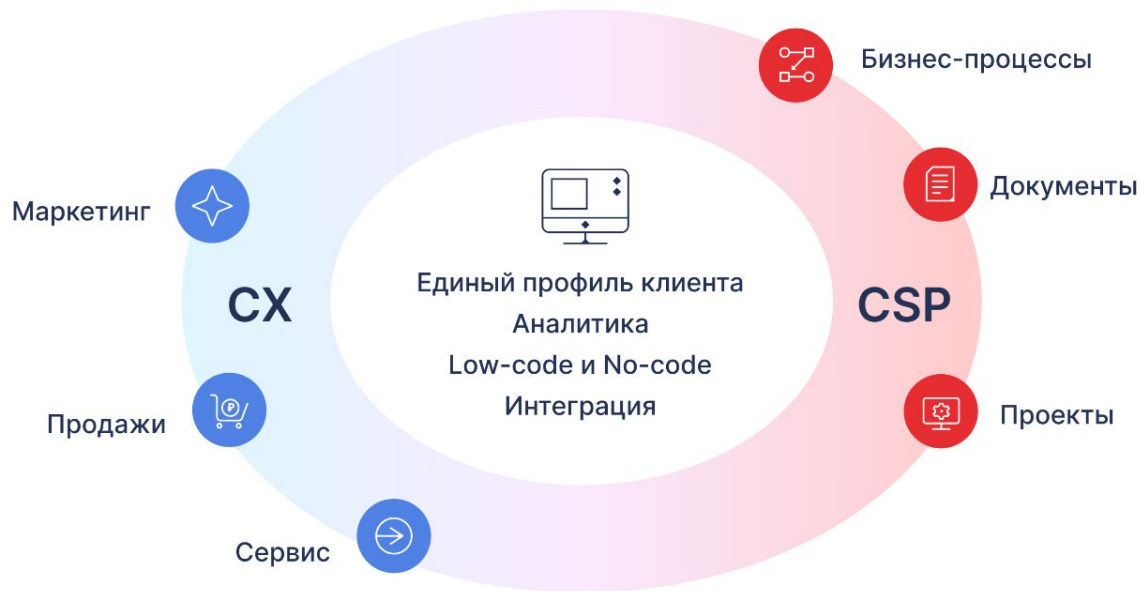 Бизнес-процессы
Документы
Маркетинг
Единый профиль клиента
CX
CSP
Аналитика
Low-code и No-code
Интеграция
Продажи
Проекты
Сервис